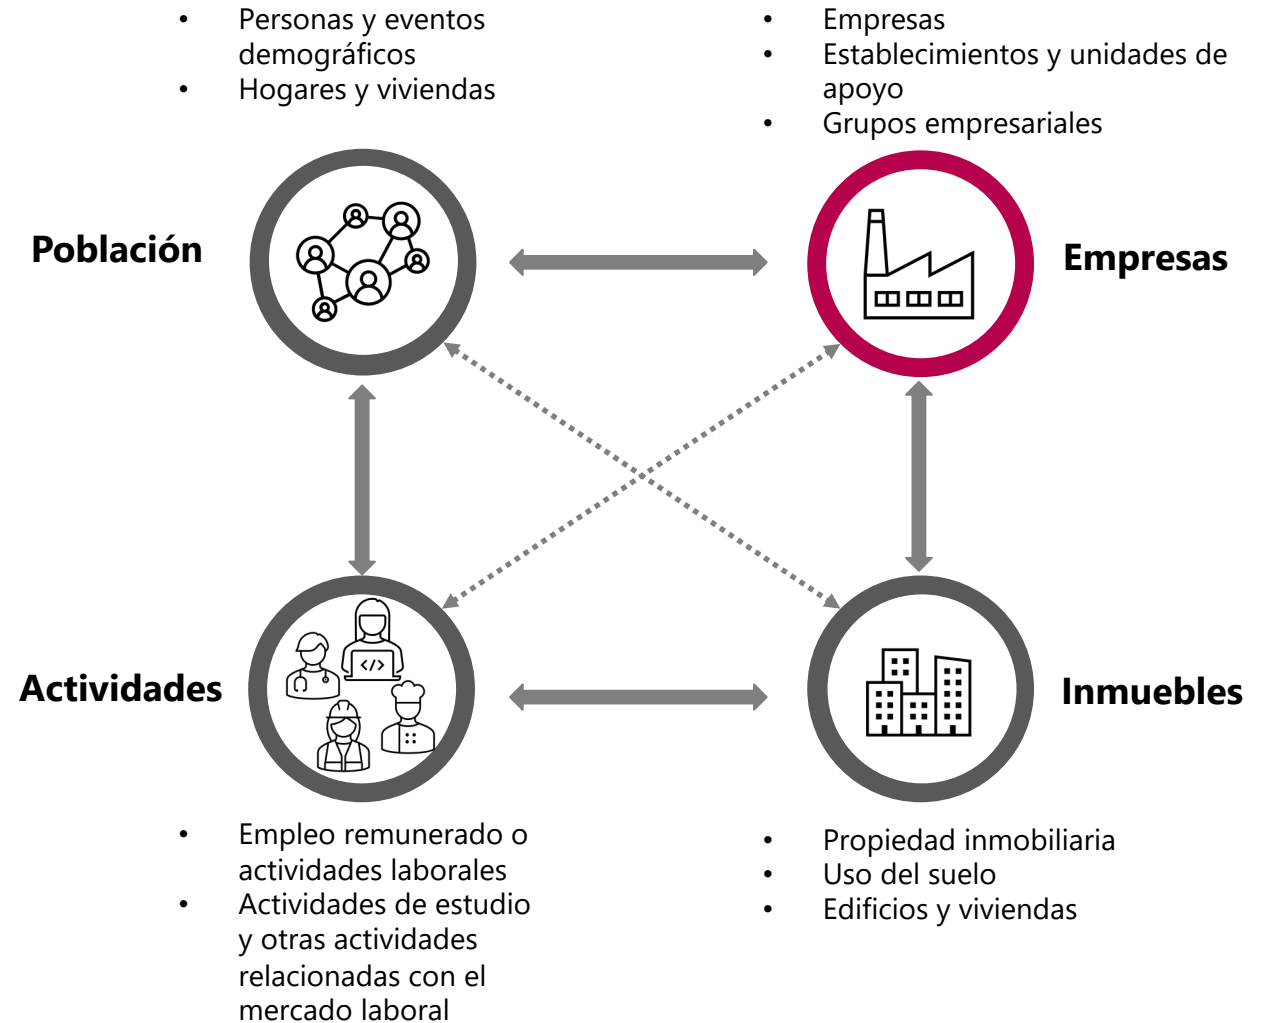 • Personas y eventos
demográficos
• Hogares y viviendas
• Empresas
• Establecimientos y unidades de
apoyo
• Grupos empresariales
Población
Empresas
</>
Actividades
Inmuebles
• Empleo remunerado o
actividades laborales
• Actividades de estudio
y otras actividades
relacionadas con el
mercado laboral
• Propiedad inmobiliaria
• Uso del suelo
• Edificios y viviendas